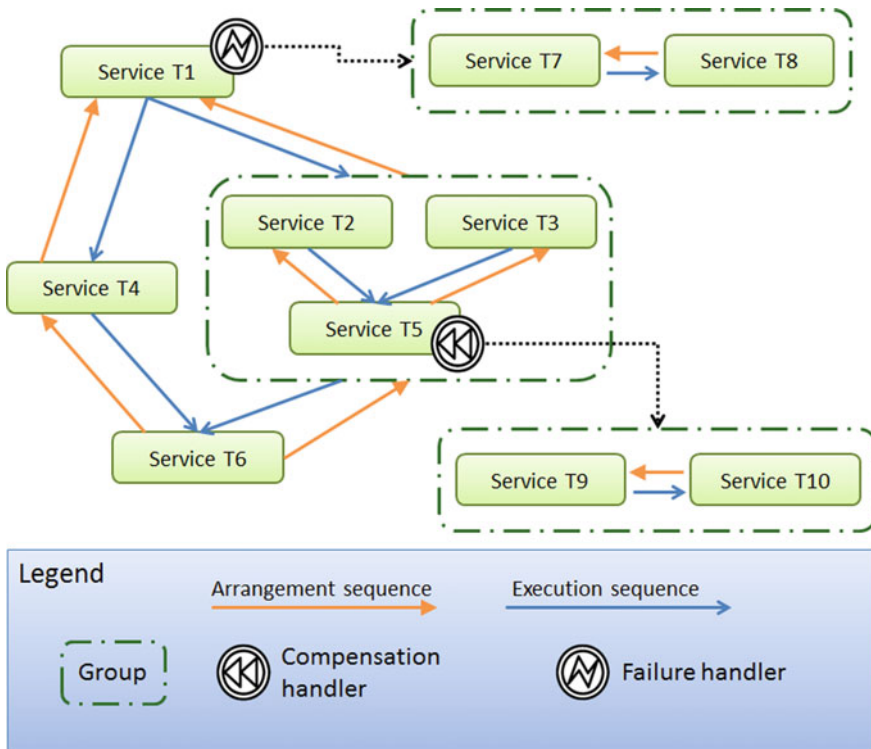 Service T1
Service T7
Service T8
Service T2
Service T3
Service T4
Service T5
Service T6
Service T9
Service T10
Legend
Arrangement sequence
Execution sequence
Group
Compensation
handler
Failure handler